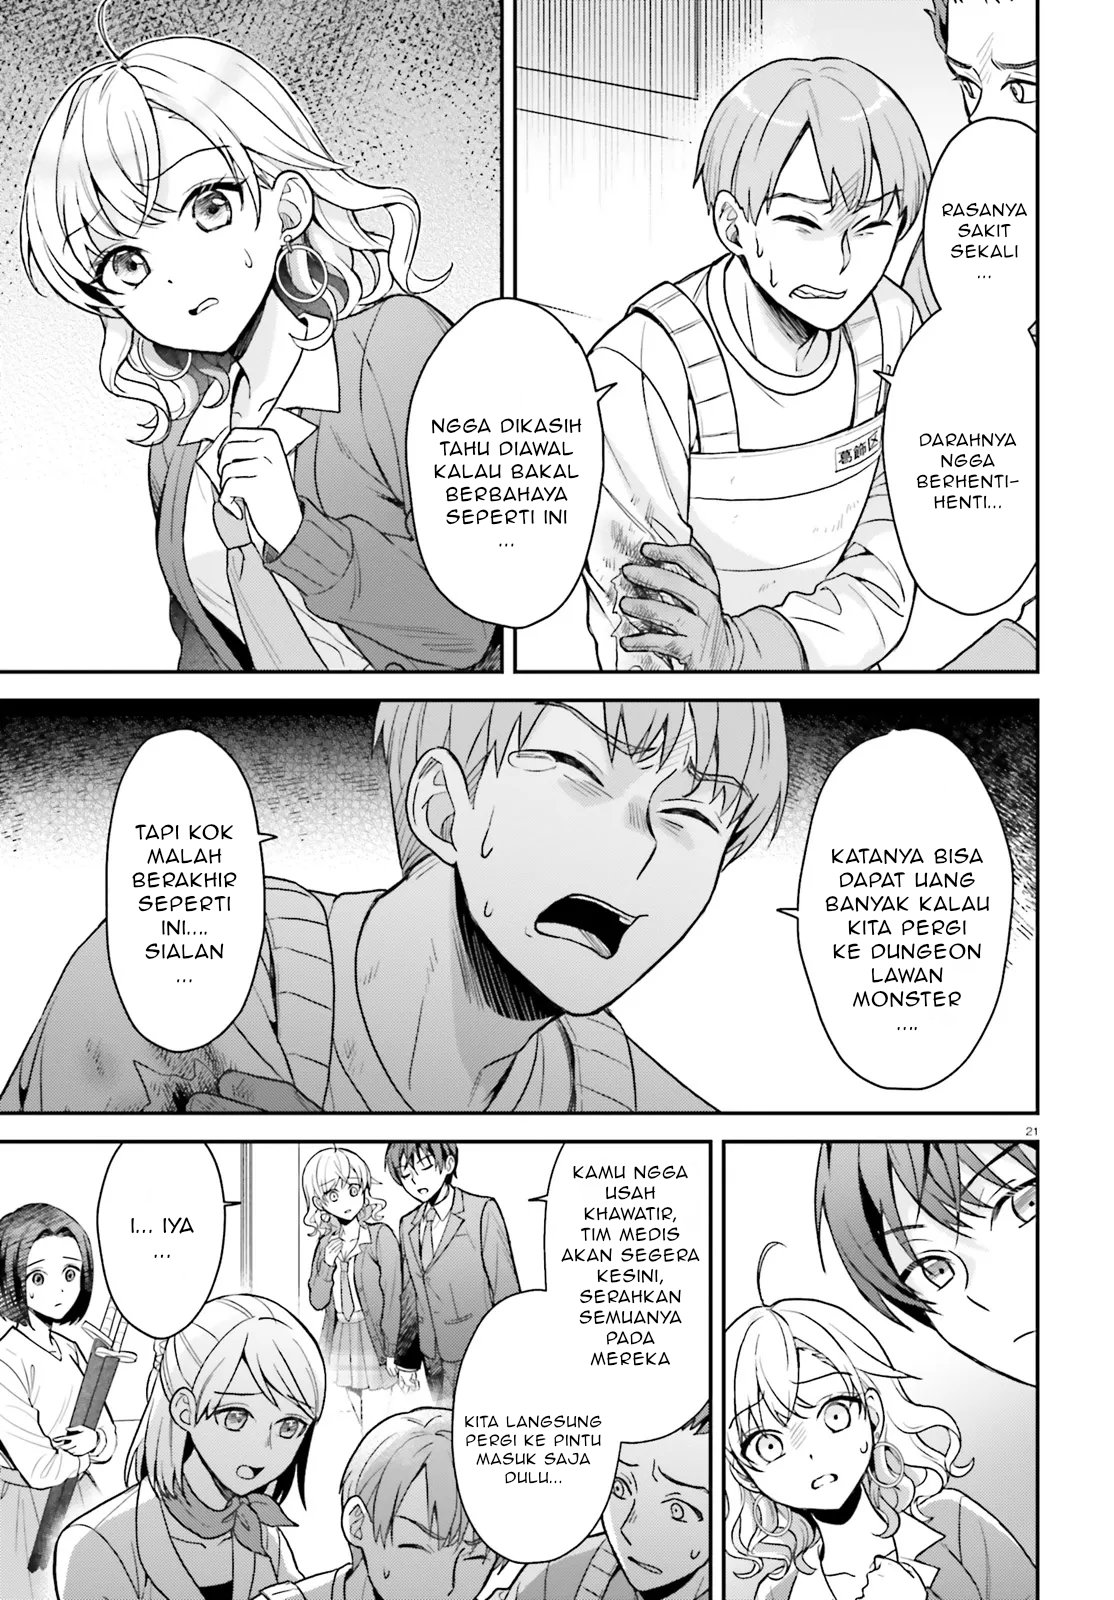 RASANYA
SAKIT
SEKALI
...
DARAHNYA
NGGA
BERHENTI-
HENTI...
葛飾区
NGGA DIKASIH
TAHU DIAWAL
KALAU BAKAL
BERBAHAYA
SEPERTI INI
...
KATANYA BISA
DAPAT UANG
BANYAK KALAU
KITA PERGI
KE DUNGEON
LAWAN
MONSTER
....
TAPI KOK
MALAH
BERAKHIR
SEPERTI
INI....
SIALAN
...
21
KAMU NGGA
USAH
KHAWATIR,
TIM MEDIS
AKAN SEGERA
KESINI,
SERAHKAN
SEMUANYA
PADA
MEREKA
KITA LANGSUNG
PERGI KE PINTU
MASUK SAJA
DULU...
I... IYA
...